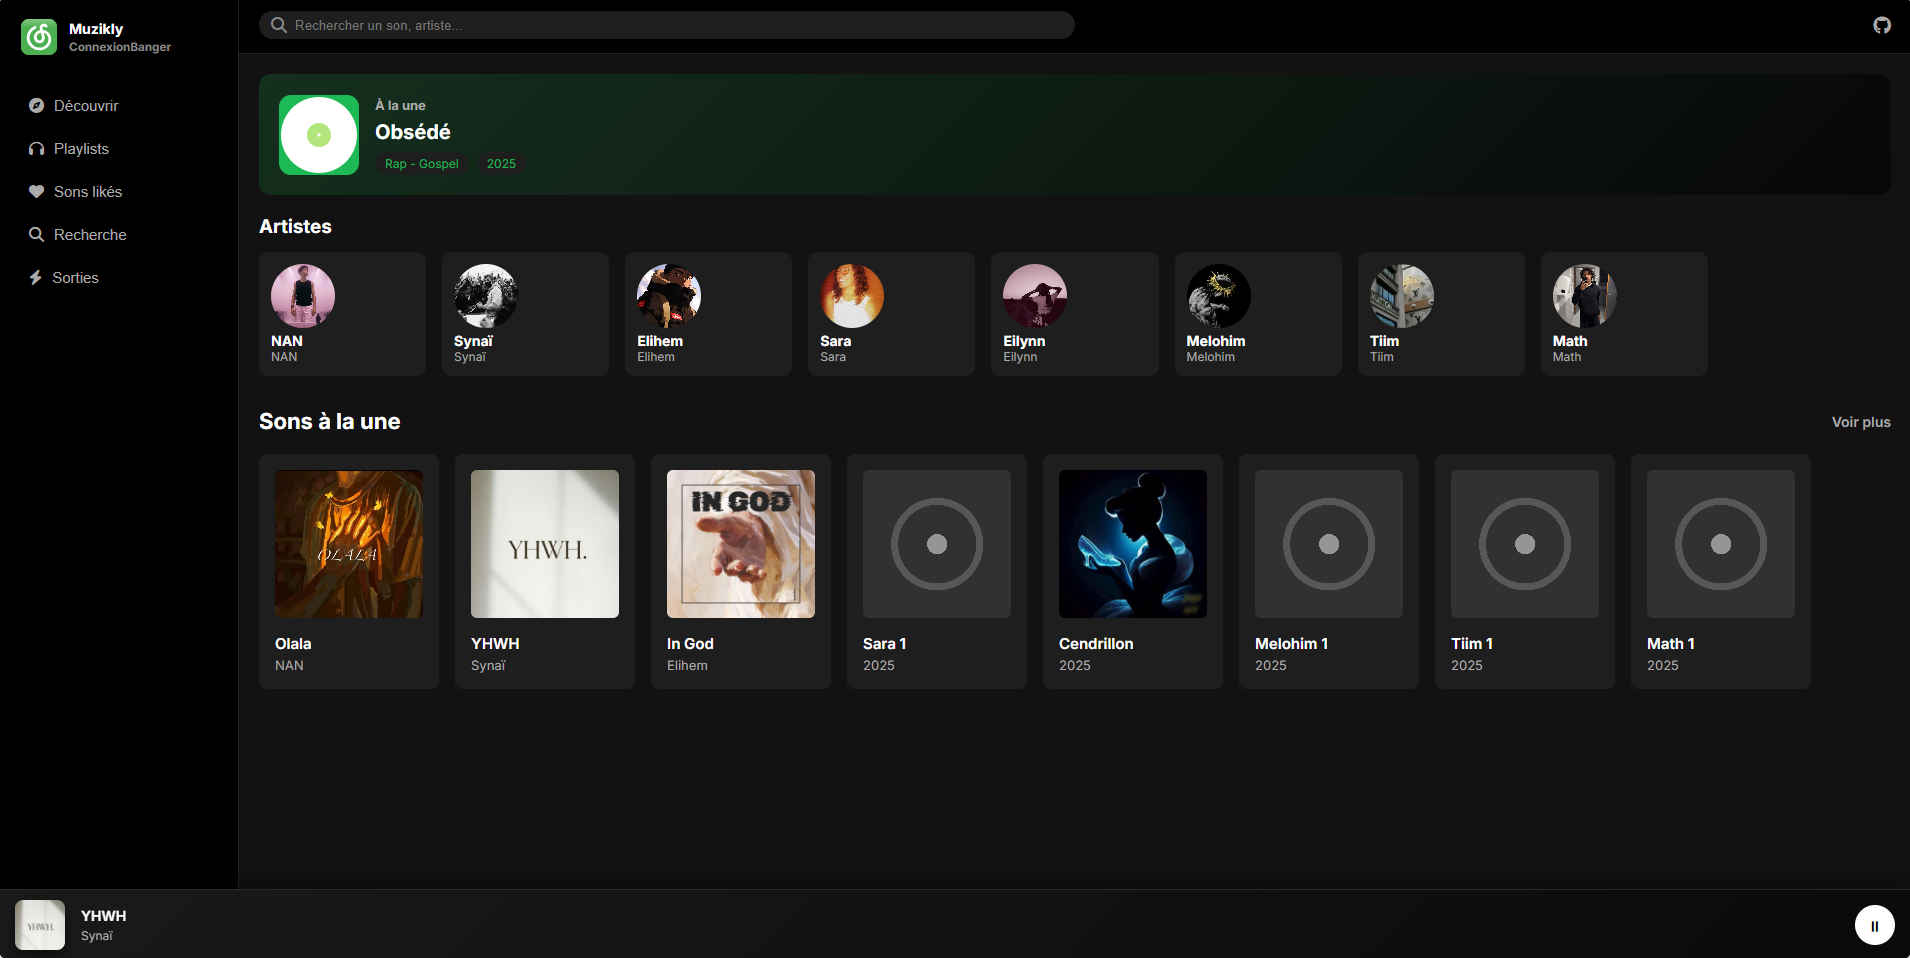 Muzikly
ConnexionBanger
Rechercher un son, artiste...
Découvrir
Playlists
Sons likés
Recherche
Sorties
À la une
Obsédé
Rap - Gospel 2025
Artistes
NAN
NAN
Synaï
Synaï
Elihem
Elihem
Sara
Sara
Eilynn
Eilynn
Melohim
Melohim
Tiim
Tiim
Math
Math
Sons à la une
Voir plus
OLALA
Olala
NAN
YHWH.
YHWH
Synaï
IN GOD
In God
Elihem
Sara 1
2025
Cendrillon
2025
Melohim 1
2025
Tiim 1
2025
Math 1
2025
YHWH.
YHWH
Synaï